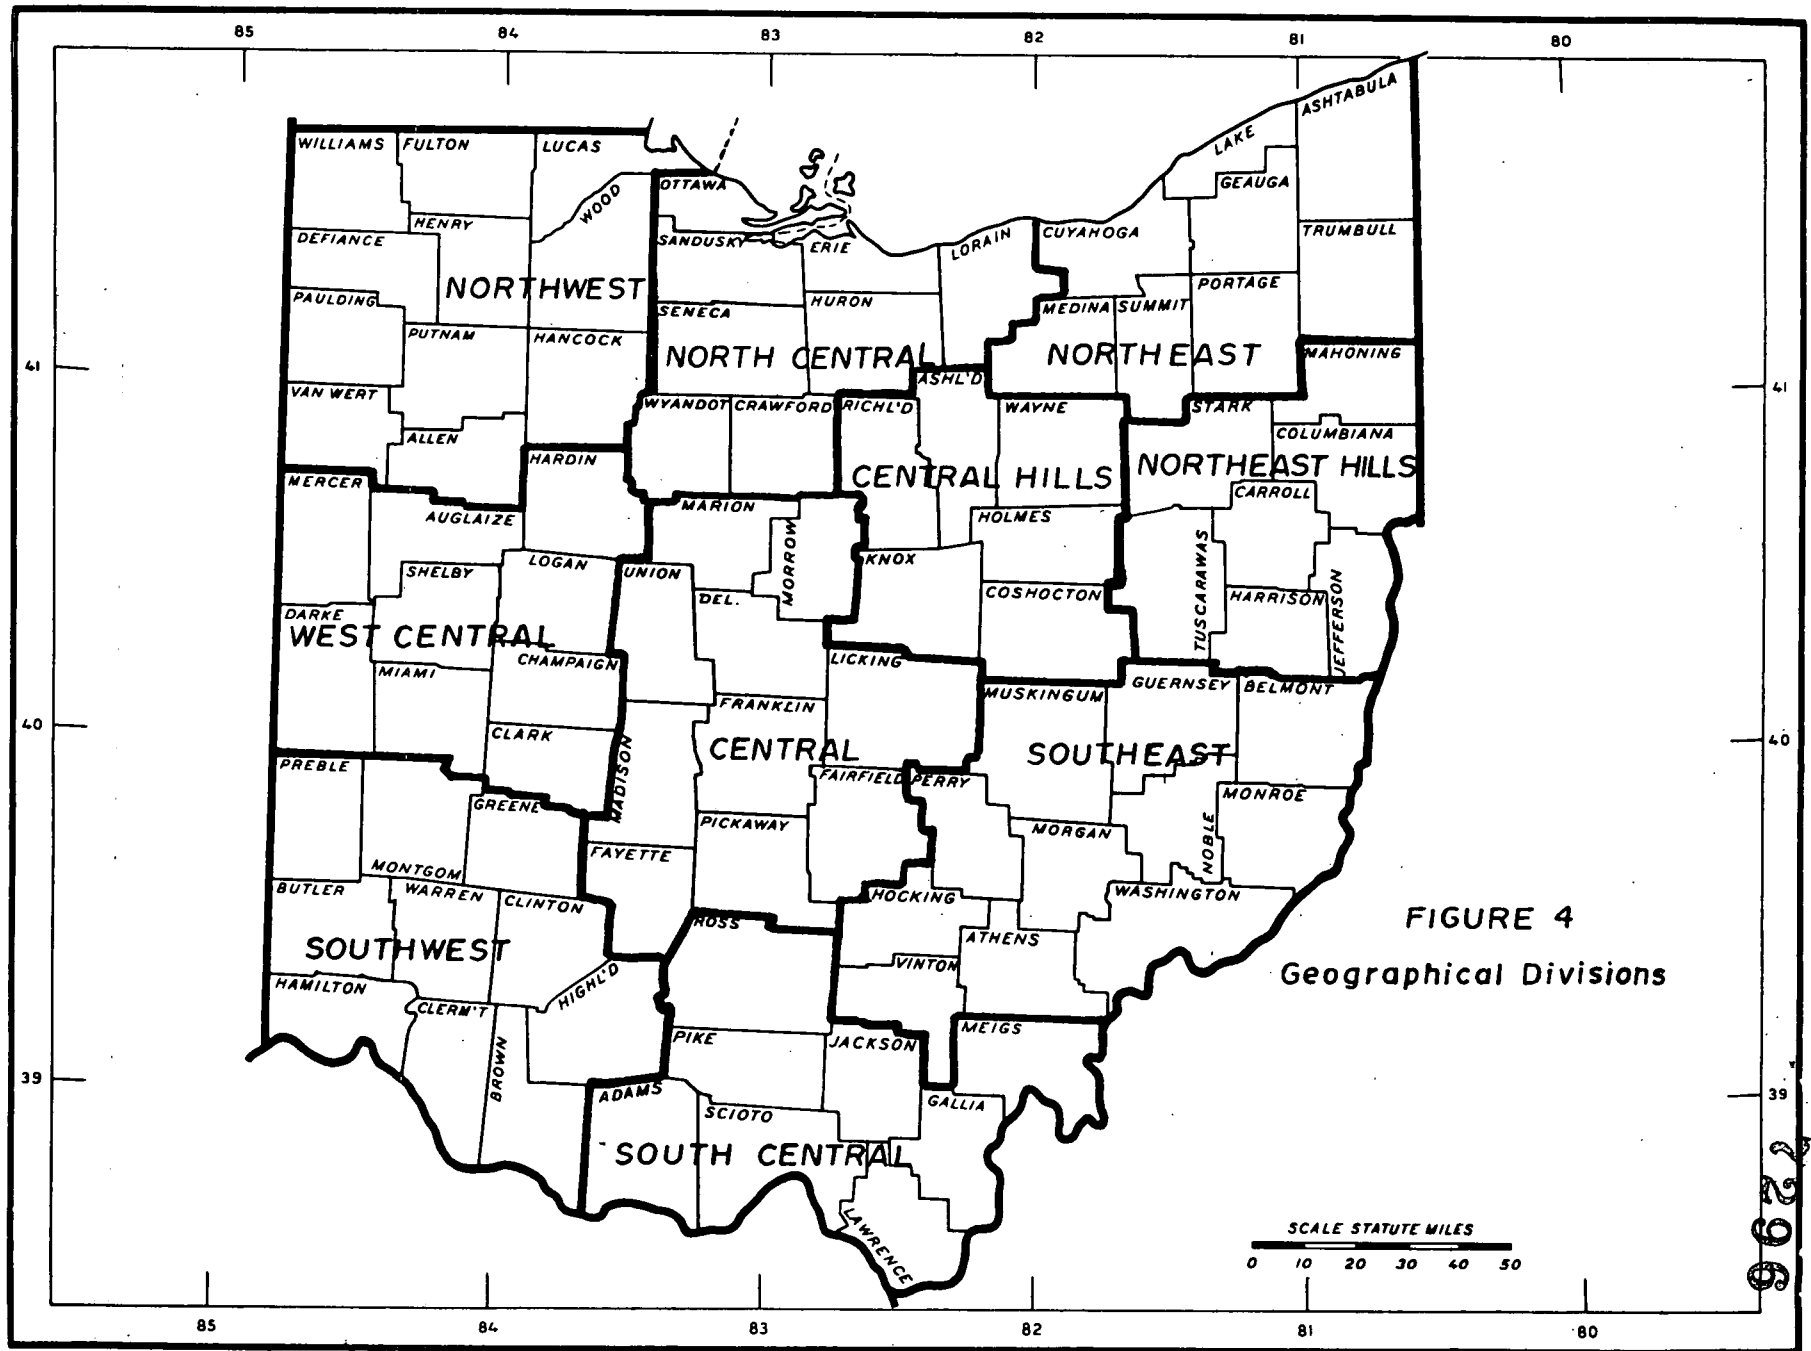 85 84 83 82 81 80
ASHTABULA
LAKE
WILLIAMS FULTON LUCAS
OTTAWA
GEAUGA
WOOD
HENRY
DEFIANCE
SANDUSKY ERIE LORAIN CUYAHOGA TRUMBULL
NORTHWEST
PAULDING
HURON
PORTAGE
SENECA
MEDINA SUMMIT
PUTNAM HANCOCK
NORTH CENTRAL NORTHEAST MAHONING
41 41
ASHL'D
VAN WERT
WYANDOT CRAWFORD RICHL'D WAYNE STARK
ALLEN
COLUMBIANA
HARDIN
CENTRAL HILLS NORTHEAST HILLS
MERCER
CARROLL
MARION
AUGLAIZE
HOLMES
MORROW
LOGAN
KNOX
SHELBY UNION
TUSCARAWAS
DEL.
COSHOCTON
HARRISON
JEFFERSON
DARKE
WEST CENTRAL
CHAMPAIGN LICKING
MIAMI
MUSKINGUM GUERNSEY BELMONT
FRANKLIN
40 40
CLARK
CENTRAL SOUTHEAST
MADISON
PREBLE
FAIRFIELD PERRY
GREENE
MONROE
PICKAWAY
MORGAN
NOBLE
FAYETTE
MONTGOM
BUTLER WARREN CLINTON
HOCKING
WASHINGTON
ROSS
FIGURE 4
SOUTHWEST
ATHENS
VINTON
Geographical Divisions
HAMILTON
HIGHL'D
CLERM'T
MEIGS
PIKE
JACKSON
BROWN
39 39
ADAMS
GALLIA
SCIOTO
SOUTH CENTRAL
LAWRENCE
SCALE STATUTE MILES
0 10 20 30 40 50
85 84 83 82 81 80